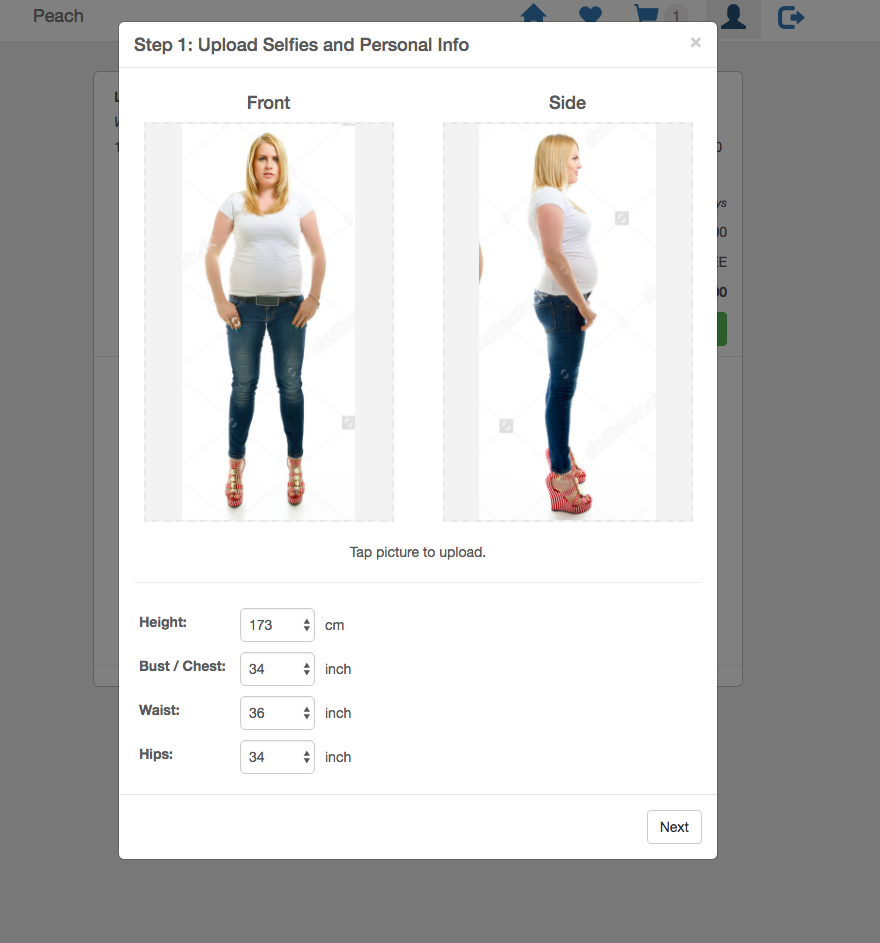 Peach
1
Step 1: Upload Selfies and Personal Info
×
Front
Side
Tap picture to upload.
Height:
173
cm
Bust / Chest:
34
inch
Waist:
36
inch
Hips:
34
inch
Next